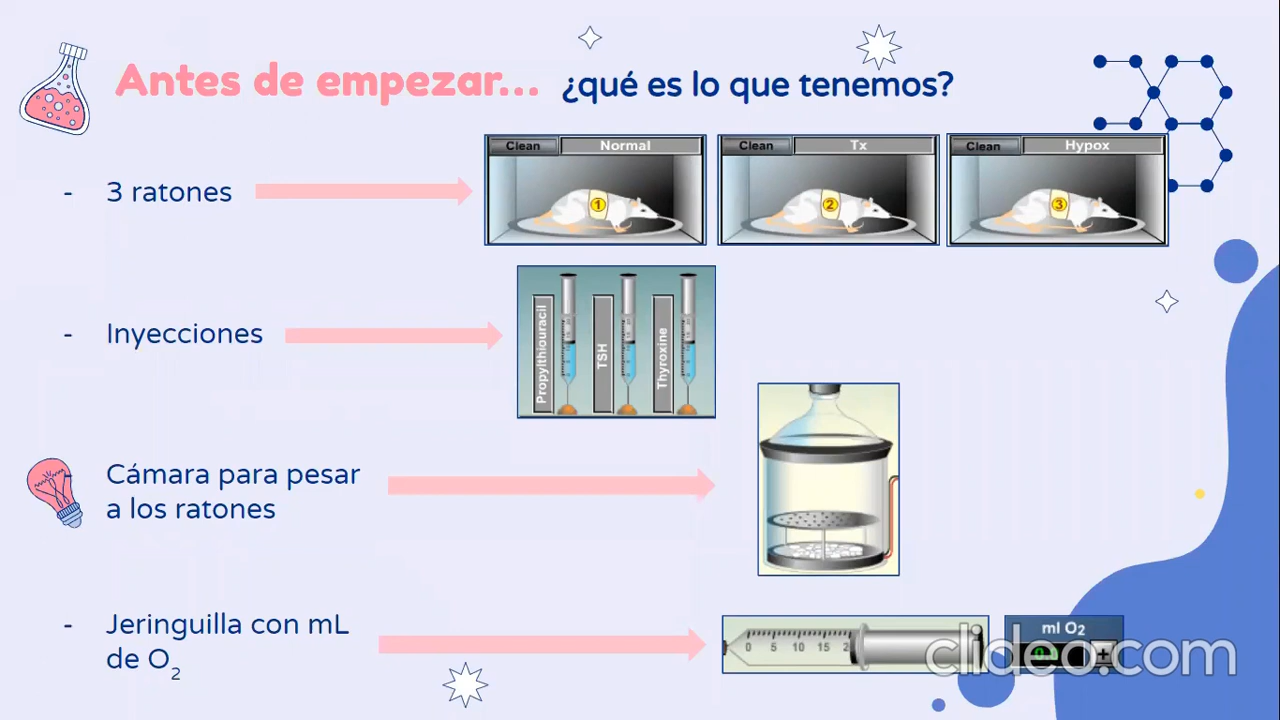 Antes de empezar... ¿qué es lo que tenemos?
Clean Normal
Clean Tx
Clean Hypox
- 3 ratones
1
2
3
- Inyecciones
Propylthiouracil
TSH
Thyroxine
Cámara para pesar
a los ratones
- Jeringuilla con mL
de O₂
0 5 10 15
ml O₂
+
clideo.com